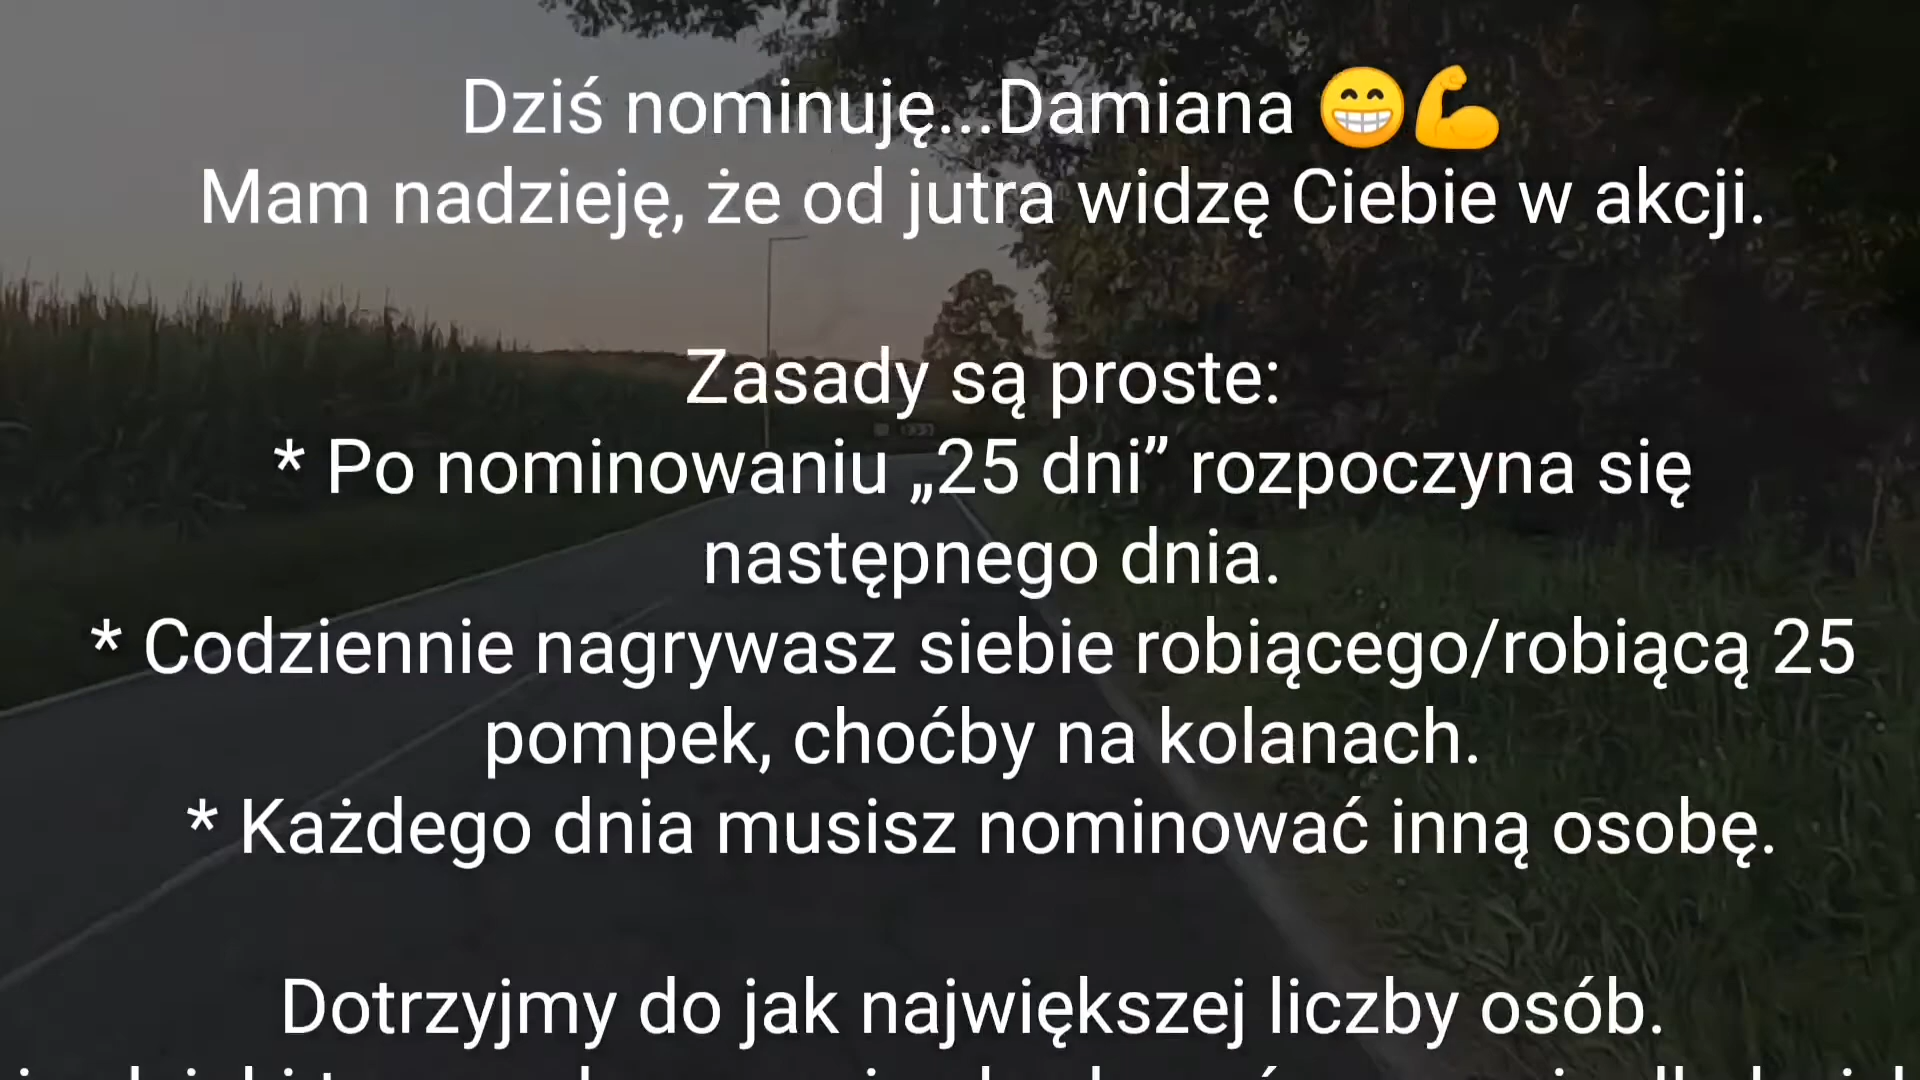 Dziś nominuję...Damiana 😁💪
Mam nadzieję, że od jutra widzę Ciebie w akcji.
Zasady są proste:
* Po nominowaniu „25 dni” rozpoczyna się
następnego dnia.
* Codziennie nagrywasz siebie robiącego/robiącą 25
pompek, choćby na kolanach.
* Każdego dnia musisz nominować inną osobę.
Dotrzyjmy do jak największej liczby osób.